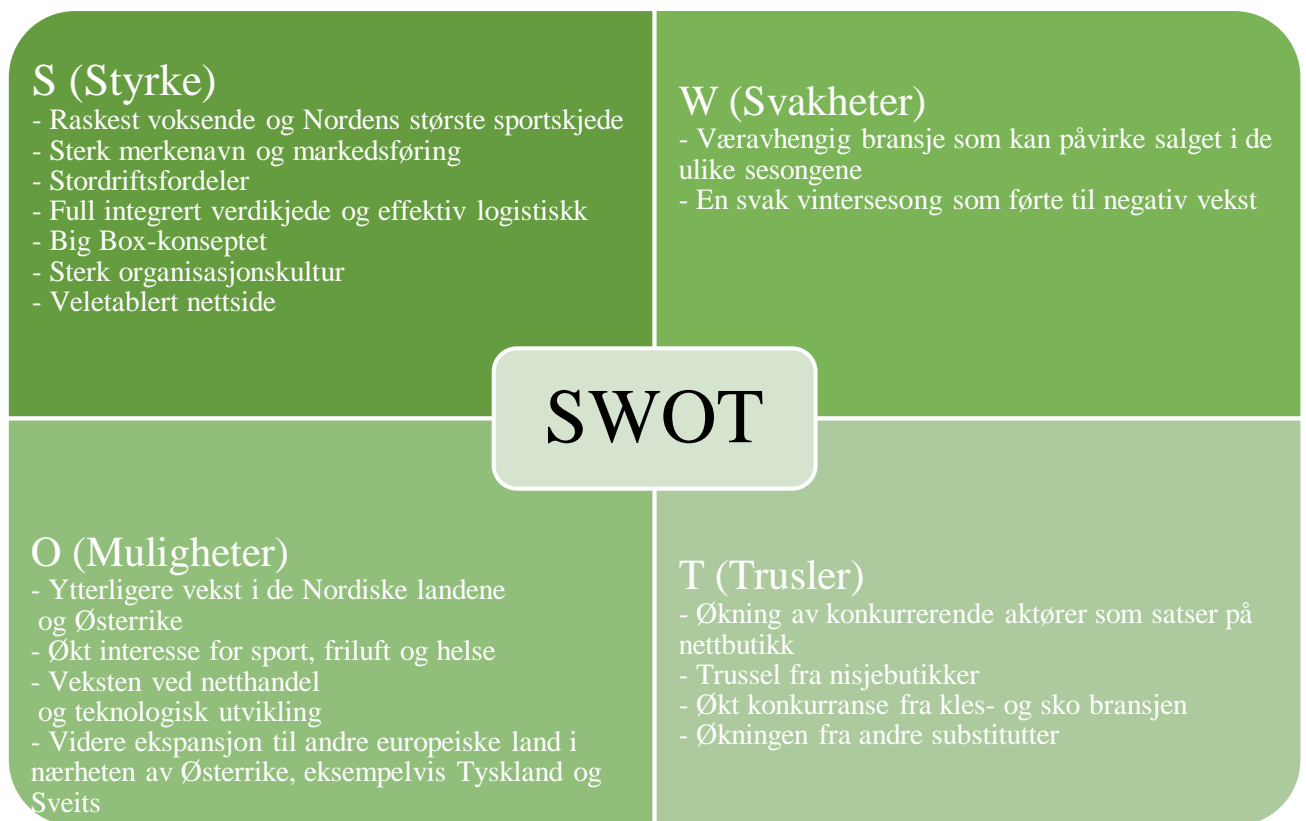 S (Styrke)
- Raskest voksende og Nordens største sportskjede
- Sterk merkenavn og markedsføring
- Stordriftsfordeler
- Full integrert verdikjede og effektiv logistiskk
- Big Box-konseptet
- Sterk organisasjonskultur
- Veletablert nettside
W (Svakheter)
- Væravhengig bransje som kan påvirke salget i de
ulike sesongene
- En svak vintersesong som førte til negativ vekst
SWOT
O (Muligheter)
- Ytterligere vekst i de Nordiske landene
og Østerrike
- Økt interesse for sport, friluft og helse
- Veksten ved netthandel
og teknologisk utvikling
- Videre ekspansjon til andre europeiske land i
nærheten av Østerrike, eksempelvis Tyskland og
Sveits
T (Trusler)
- Økning av konkurrerende aktører som satser på
nettbutikk
- Trussel fra nisjebutikker
- Økt konkurranse fra kles- og sko bransjen
- Økningen fra andre substitutter